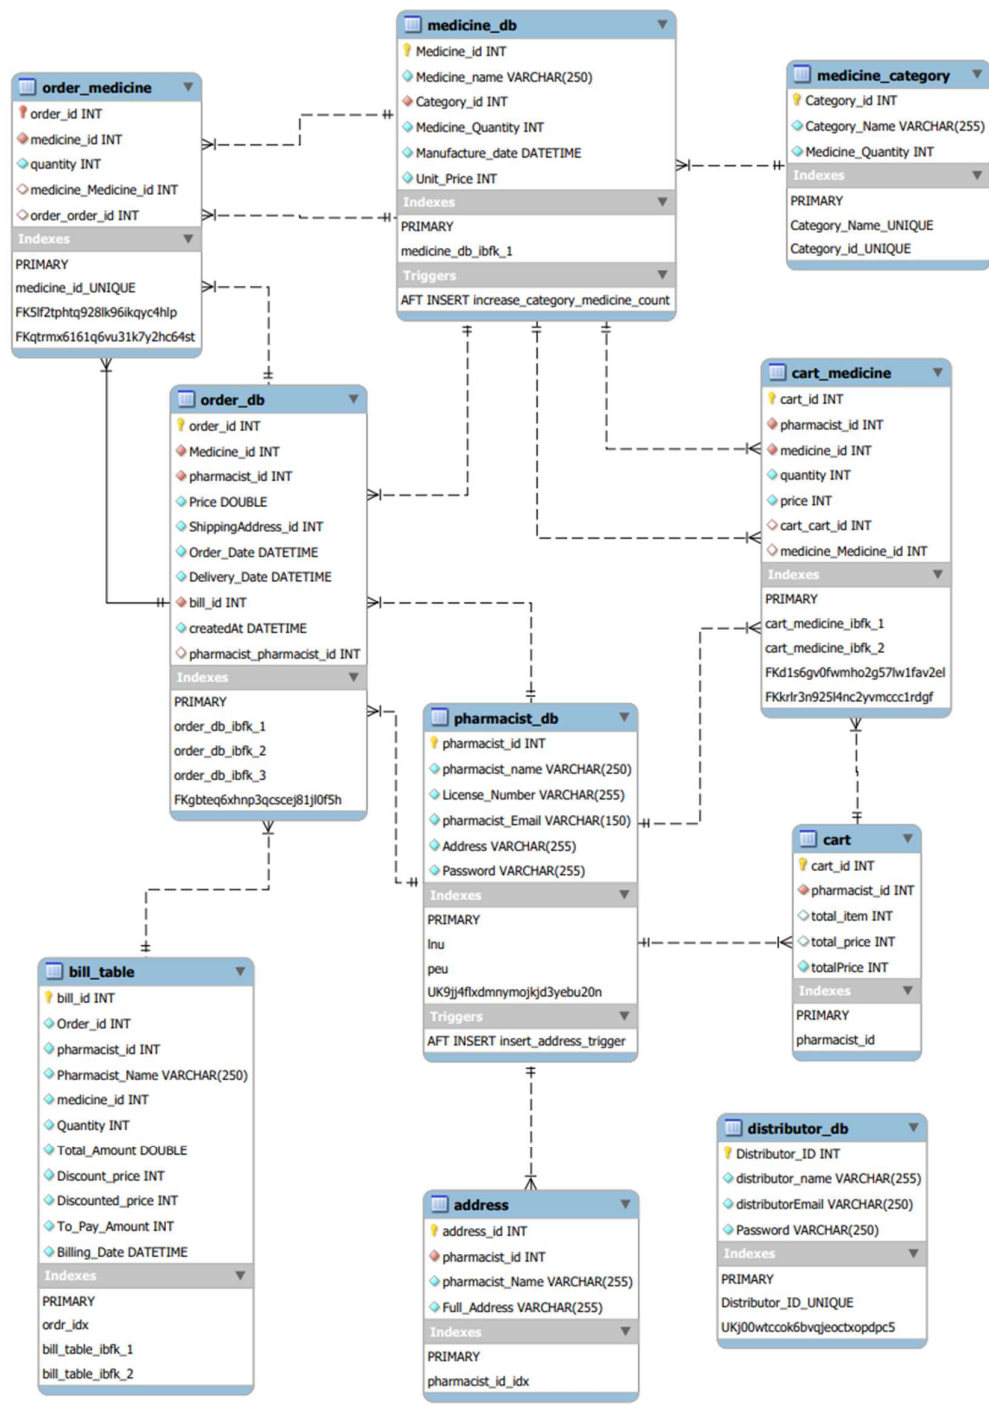 medicine_db
Medicine_id INT
Medicine_name VARCHAR(250)
Category_id INT
Medicine_Quantity INT
Manufacture_date DATETIME
Unit_Price INT
Indexes
PRIMARY
medicine_db_ibfk_1
Triggers
AFT INSERT increase_category_medicine_count
medicine_category
Category_id INT
Category_Name VARCHAR(255)
Medicine_Quantity INT
Indexes
PRIMARY
Category_Name_UNIQUE
Category_id_UNIQUE
order_medicine
order_id INT
medicine_id INT
quantity INT
medicine_Medicine_id INT
order_order_id INT
Indexes
PRIMARY
medicine_id_UNIQUE
FK5lf2tphtq928lk96ikqyc4hlp
FKqtrmx6161q6vu31k7y2hc64st
order_db
order_id INT
Medicine_id INT
pharmacist_id INT
Price DOUBLE
ShippingAddress_id INT
Order_Date DATETIME
Delivery_Date DATETIME
bill_id INT
createdAt DATETIME
pharmacist_pharmacist_id INT
Indexes
PRIMARY
order_db_ibfk_1
order_db_ibfk_2
order_db_ibfk_3
FKgbteq6xhnp3qcscej81jl0f5h
cart_medicine
cart_id INT
pharmacist_id INT
medicine_id INT
quantity INT
price INT
cart_cart_id INT
medicine_Medicine_id INT
Indexes
PRIMARY
cart_medicine_ibfk_1
cart_medicine_ibfk_2
FKd1s6gv0fwmho2g57lw1fav2el
FKkrlr3n925l4nc2yvmccc1rdgf
pharmacist_db
pharmacist_id INT
pharmacist_name VARCHAR(250)
License_Number VARCHAR(255)
pharmacist_Email VARCHAR(150)
Address VARCHAR(255)
Password VARCHAR(255)
Indexes
PRIMARY
lnu
peu
UK9jj4flxdmnymojkjd3yebu20n
Triggers
AFT INSERT insert_address_trigger
cart
cart_id INT
pharmacist_id INT
total_item INT
total_price INT
totalPrice INT
Indexes
PRIMARY
pharmacist_id
bill_table
bill_id INT
Order_id INT
pharmacist_id INT
Pharmacist_Name VARCHAR(250)
medicine_id INT
Quantity INT
Total_Amount DOUBLE
Discount_price INT
Discounted_price INT
To_Pay_Amount INT
Billing_Date DATETIME
Indexes
PRIMARY
ordr_idx
bill_table_ibfk_1
bill_table_ibfk_2
address
address_id INT
pharmacist_id INT
pharmacist_Name VARCHAR(255)
Full_Address VARCHAR(255)
Indexes
PRIMARY
pharmacist_id_idx
distributor_db
Distributor_ID INT
distributor_name VARCHAR(255)
distributorEmail VARCHAR(250)
Password VARCHAR(250)
Indexes
PRIMARY
Distributor_ID_UNIQUE
UKj00wtccok6bvqjeoctxopdpc5